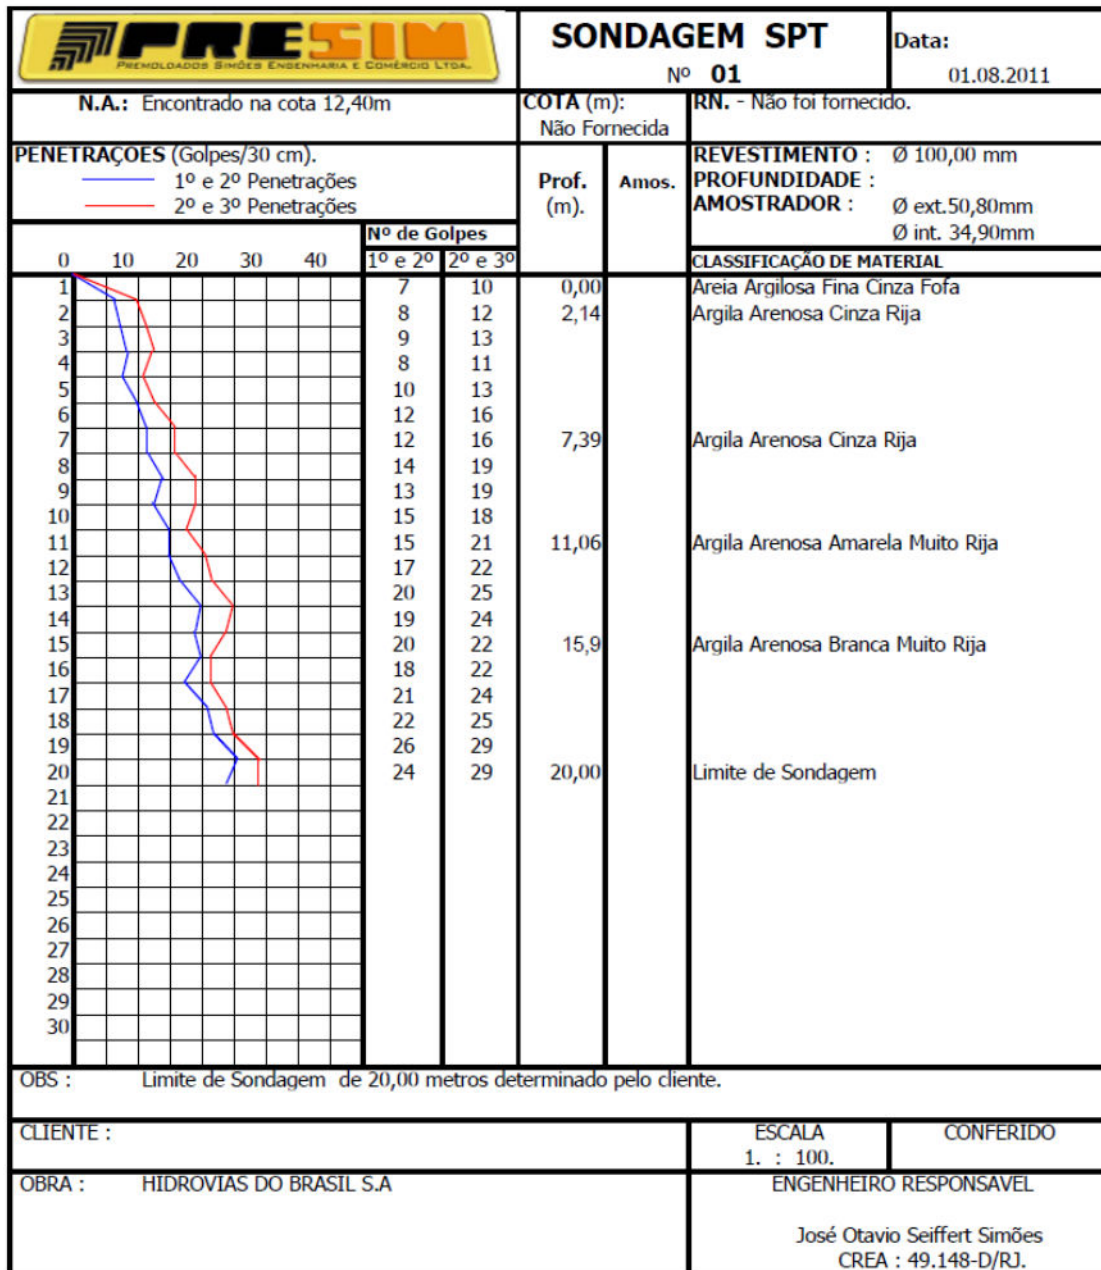 PRESIM
PREMOLDADOS SIMÕES ENGENHARIA E COMÉRCIO LTDA.
SONDAGEM SPT
Nº 01
Data:
01.08.2011
N.A.: Encontrado na cota 12,40m
COTA (m):
Não Fornecida
RN. - Não foi fornecido.
PENETRAÇOES (Golpes/30 cm).
1º e 2º Penetrações
2º e 3º Penetrações
Prof.
(m).
Amos.
REVESTIMENTO : Ø 100,00 mm
PROFUNDIDADE :
AMOSTRADOR : Ø ext.50,80mm
Ø int. 34,90mm
Nº de Golpes
0 10 20 30 40 1º e 2º 2º e 3º CLASSIFICAÇÃO DE MATERIAL
1 7 10 0,00 Areia Argilosa Fina Cinza Fofa
2 8 12 2,14 Argila Arenosa Cinza Rija
3 9 13
4 8 11
5 10 13
6 12 16
7 12 16 7,39 Argila Arenosa Cinza Rija
8 14 19
9 13 19
10 15 18
11 15 21 11,06 Argila Arenosa Amarela Muito Rija
12 17 22
13 20 25
14 19 24
15 20 22 15,9 Argila Arenosa Branca Muito Rija
16 18 22
17 21 24
18 22 25
19 26 29
20 24 29 20,00 Limite de Sondagem
21
22
23
24
25
26
27
28
29
30
OBS : Limite de Sondagem de 20,00 metros determinado pelo cliente.
CLIENTE :
ESCALA
1. : 100.
CONFERIDO
OBRA : HIDROVIAS DO BRASIL S.A
ENGENHEIRO RESPONSAVEL
José Otavio Seiffert Simões
CREA : 49.148-D/RJ.